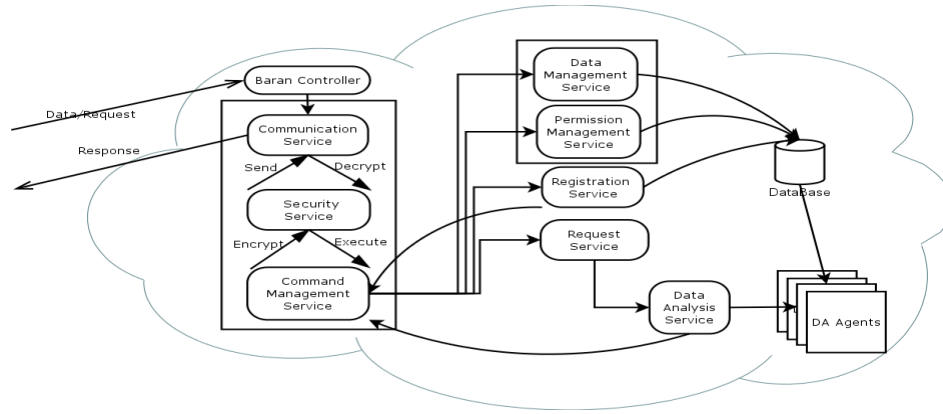 Data/Request
Response
Baran Controller
Communication
Service
Send
Decrypt
Security
Service
Encrypt
Execute
Command
Management
Service
Data
Management
Service
Permission
Management
Service
Registration
Service
Request
Service
Data
Analysis
Service
DataBase
DA Agents